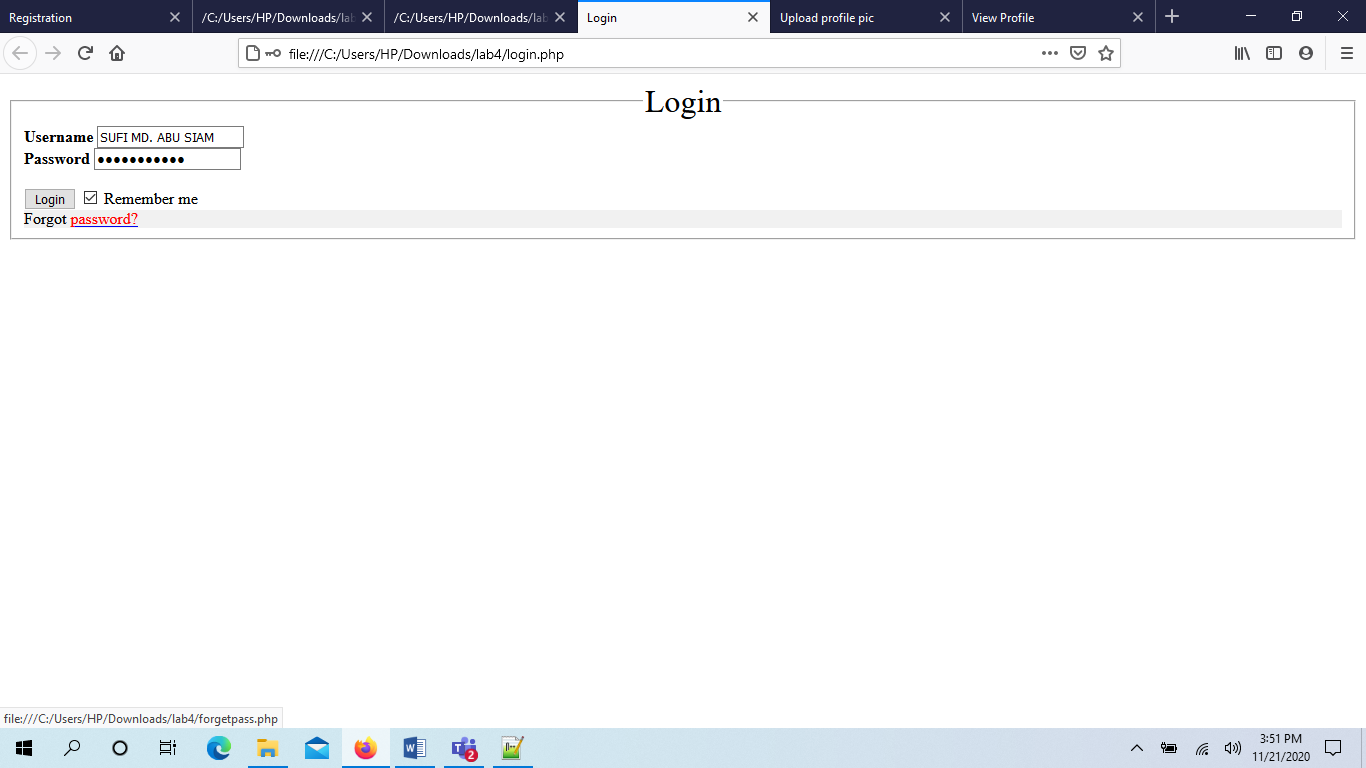 Registration
/C:/Users/HP/Downloads/lab
/C:/Users/HP/Downloads/lab
Login
Upload profile pic
View Profile
file:///C:/Users/HP/Downloads/lab4/login.php
Login
Username SUFI MD. ABU SIAM
Password
Login Remember me
Forgot password?
file:///C:/Users/HP/Downloads/lab4/forgetpass.php
2
3:51 PM
11/21/2020